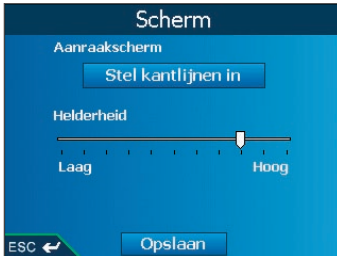 Scherm
Aanraakscherm
Stel kantlijnen in
Helderheid
Laag Hoog
ESC Opslaan